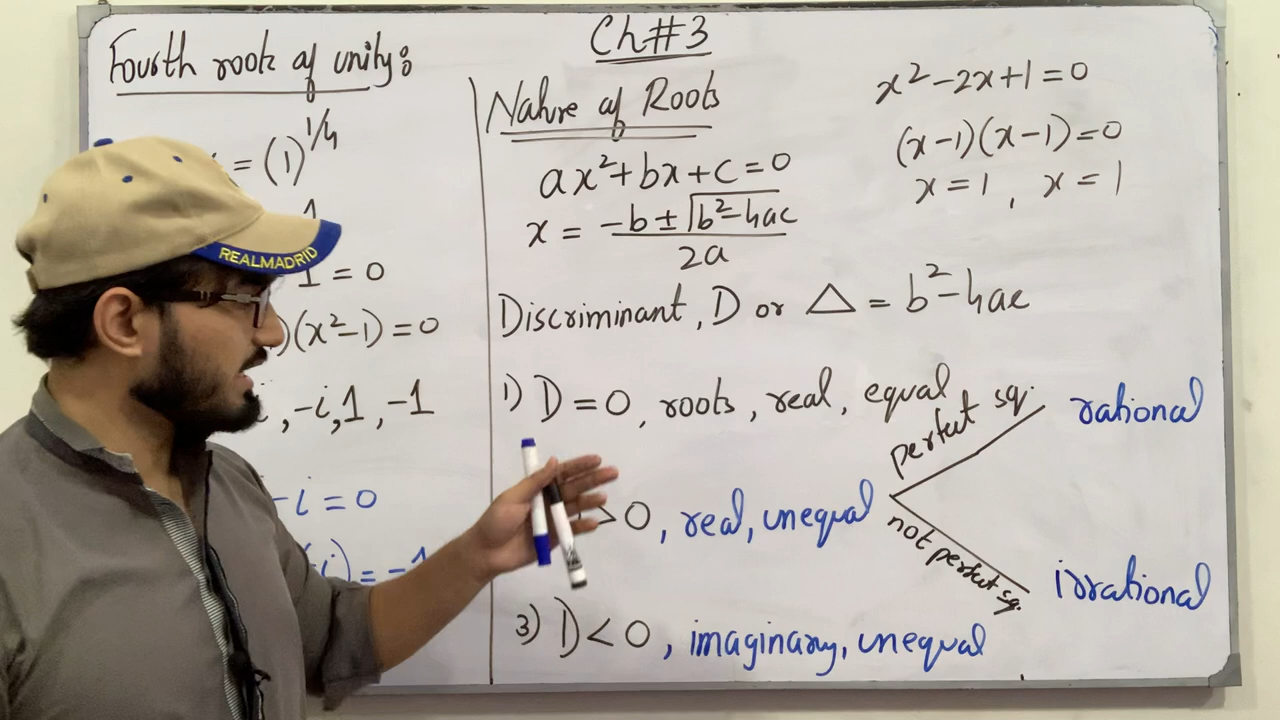 Ch#3
Fourth roots of unity:
= (1)^{1/4}
1
1 = 0
)(x²-1) = 0
, -i, 1, -1
-i = 0
i) = -1
Nature of Roots
ax²+bx+c=0
x = \frac{-b ± \sqrt{b²-4ac}}{2a}
Discriminant, D or △ = b²-4ac
1) D=0, roots, real, equal
>0, real, unequal
perfect sq. rational
not perfect sq. irrational
3) D<0, imaginary, unequal
x²-2x+1=0
(x-1)(x-1)=0
x=1, x=1
REALMADRID